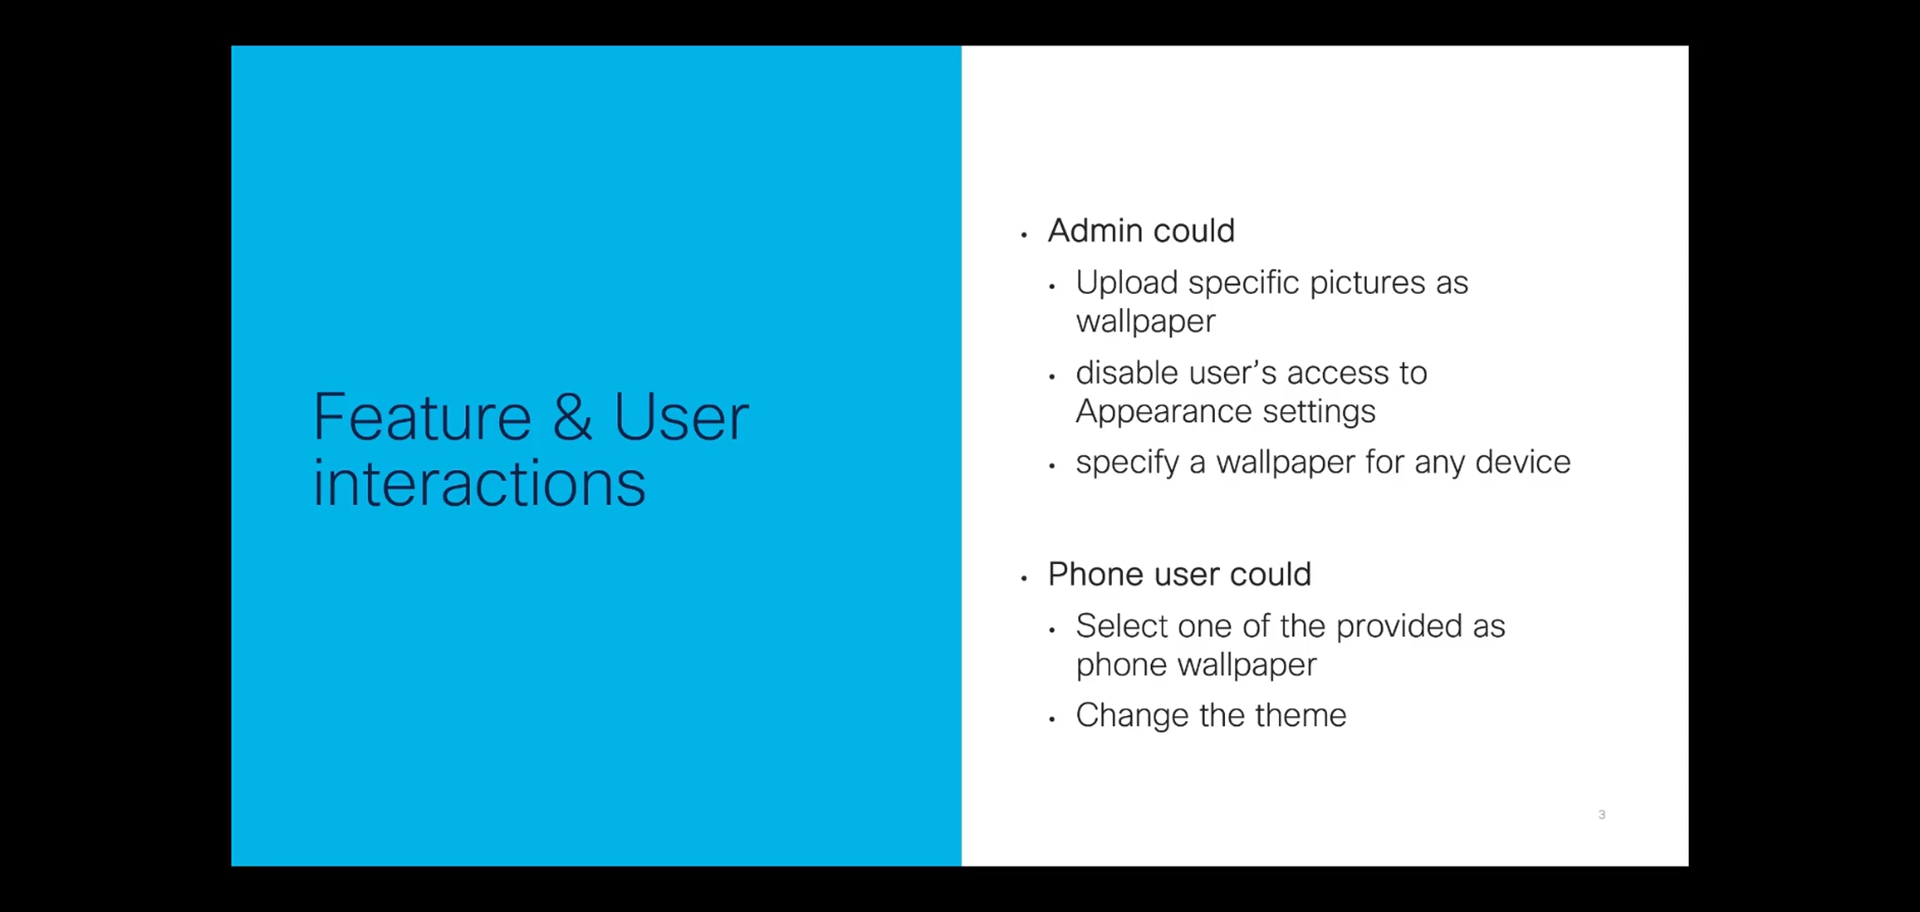 Feature & User
interactions
• Admin could
• Upload specific pictures as
wallpaper
• disable user’s access to
Appearance settings
• specify a wallpaper for any device
• Phone user could
• Select one of the provided as
phone wallpaper
• Change the theme
3